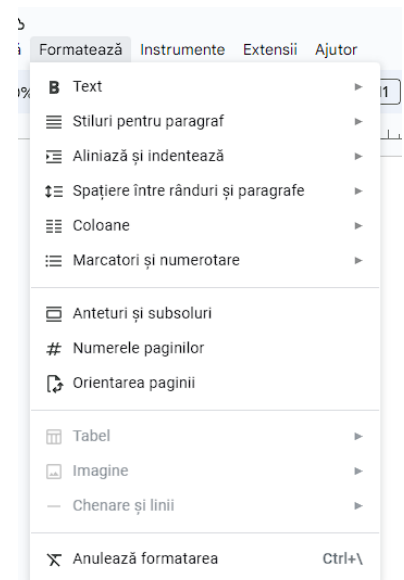 Formatează Instrumente Extensii Ajutor
B Text
Stiluri pentru paragraf
Aliniază și indentează
Spațiere între rânduri și paragrafe
Coloane
Marcatori și numerotare
Anteturi și subsoluri
# Numerele paginilor
Orientarea paginii
Tabel
Imagine
Chenare și linii
Anulează formatarea Ctrl+\